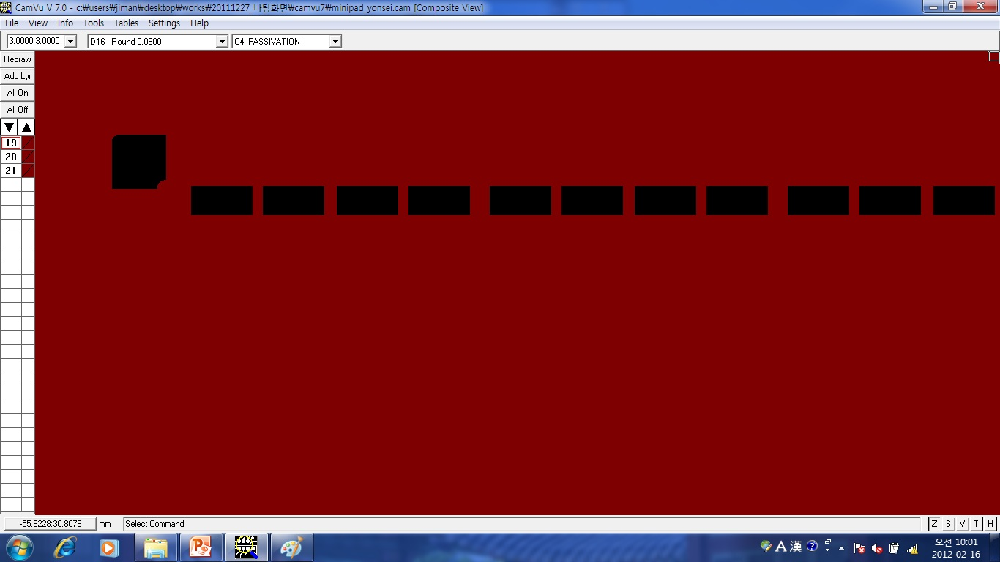 CamVu V 7.0 - c:₩users₩jiman₩desktop₩works₩20111227_바탕화면₩camvu7₩minipad_yonsei.cam [Composite View]
File View Info Tools Tables Settings Help
3.0000:3.0000 D16 Round 0.0800 C4: PASSIVATION
Redraw
Add Lyr
All On
All Off
19
20
21
-55.8228:30.8076 mm Select Command Z S V T H
A 漢 ? 오전 10:01
2012-02-16